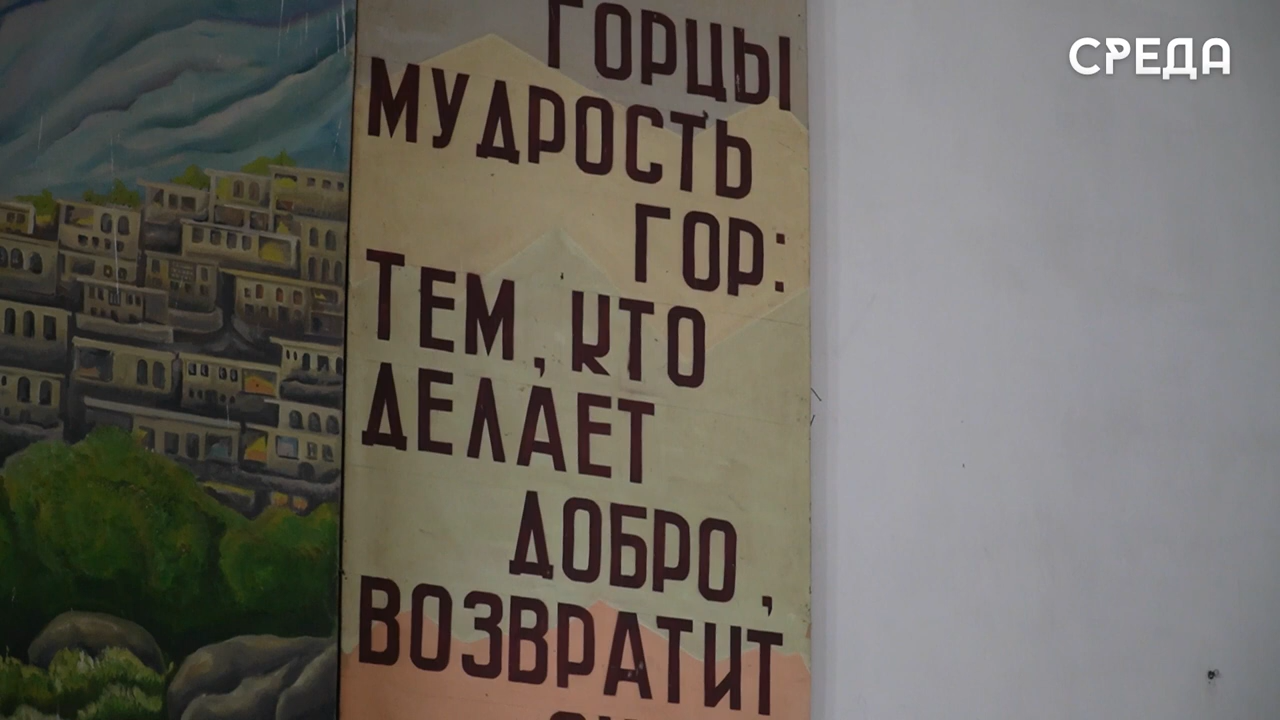 СРЕДА
ГОРЦЫ
МУДРОСТЬ
ГОР:
ТЕМ, КТО
ДЕЛАЕТ
ДОБРО,
ВОЗВРАТИТ